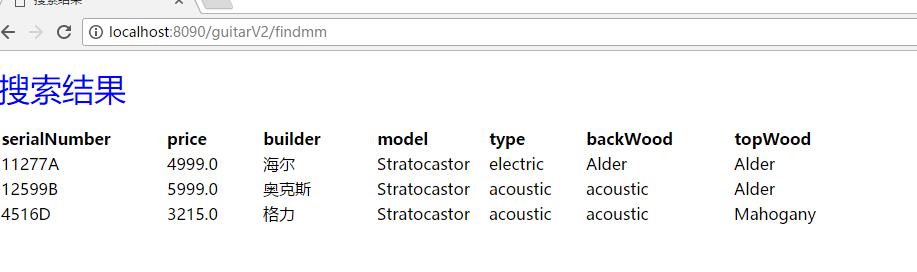 搜索结果
localhost:8090/guitarV2/findmm
搜索结果
serialNumber price builder model type backWood topWood
11277A 4999.0 海尔 Stratocastor electric Alder Alder
12599B 5999.0 奥克斯 Stratocastor acoustic acoustic Alder
4516D 3215.0 格力 Stratocastor acoustic acoustic Mahogany